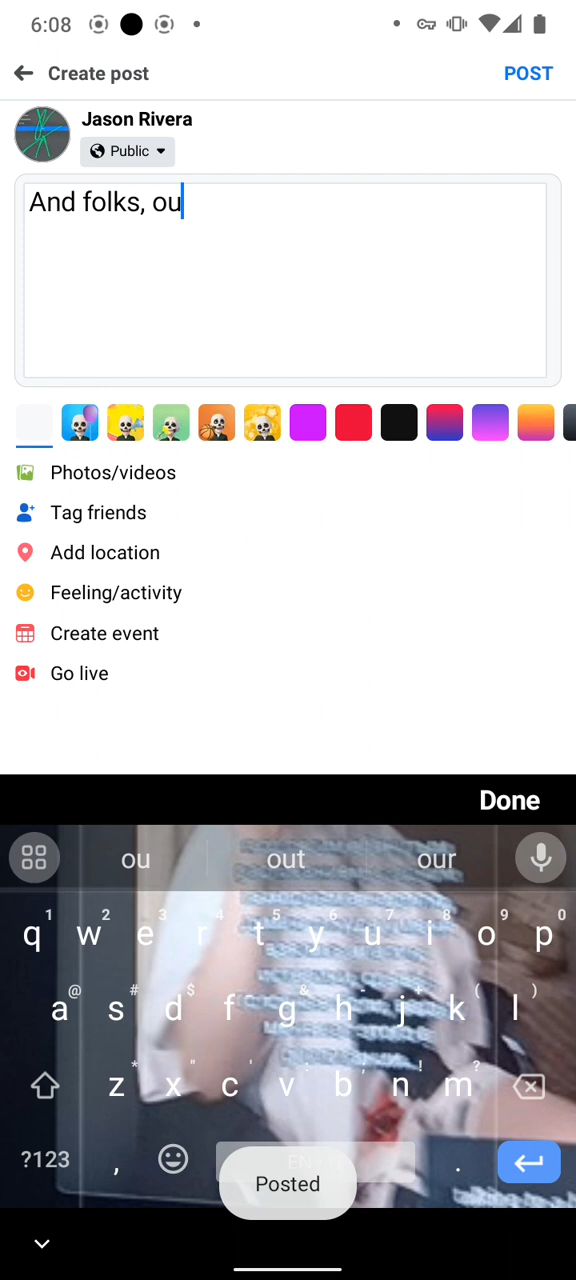 6:08
Create post
POST
Jason Rivera
Public
And folks, ou
Photos/videos
Tag friends
Add location
Feeling/activity
Create event
Go live
Done
ou out our
1 2 3 4 5 6 7 8 9 0
q w e r t y u i o p
@ # $ & - + ( )
a s d f g h j k l
* " ' : ; ! ?
z x c v b n m
?123 , .
Posted